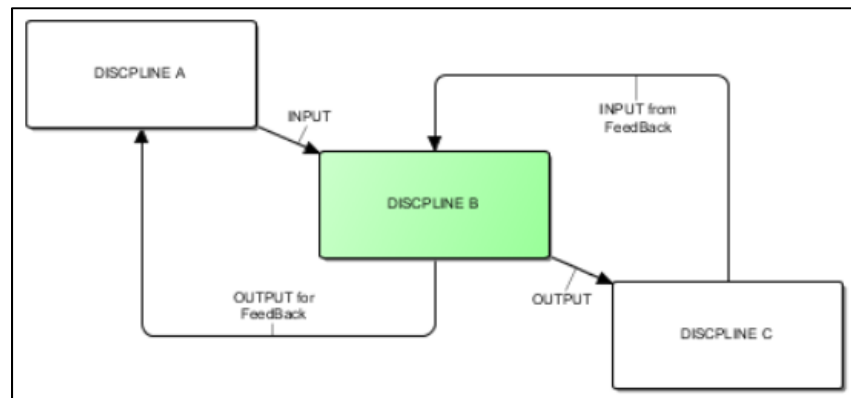 DISCPLINE A
INPUT
INPUT from
FeedBack
DISCPLINE B
OUTPUT for
FeedBack
OUTPUT
DISCPLINE C